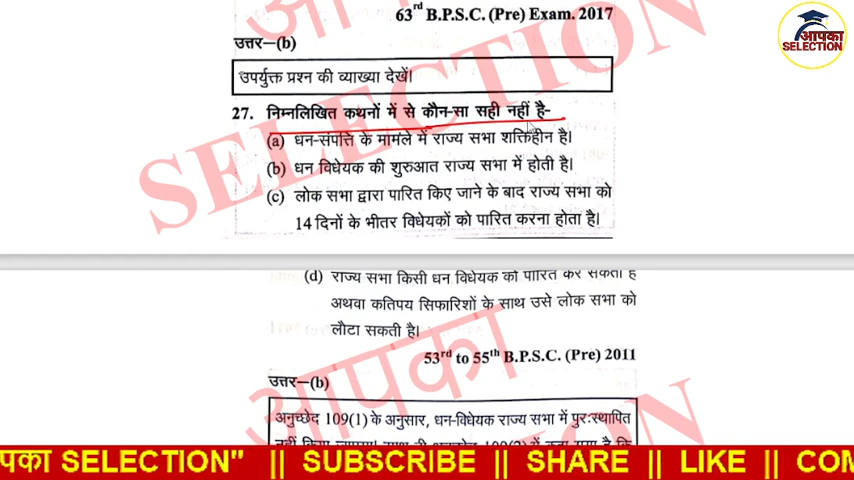 63rd B.P.S.C. (Pre) Exam. 2017
उत्तर—(b)
उपर्युक्त प्रश्न की व्याख्या देखें।
27. निम्नलिखित कथनों में से कौन-सा सही नहीं है-
(a) धन-संपत्ति के मामले में राज्य सभा शक्तिहीन है।
(b) धन विधेयक की शुरुआत राज्य सभा में होती है।
(c) लोक सभा द्वारा पारित किए जाने के बाद राज्य सभा को
14 दिनों के भीतर विधेयकों को पारित करना होता है।
(d) राज्य सभा किसी धन विधेयक को पारित कर सकती है
अथवा कतिपय सिफारिशों के साथ उसे लोक सभा को
लौटा सकती है।
53rd to 55th B.P.S.C. (Pre) 2011
उत्तर—(b)
अनुच्छेद 109(1) के अनुसार, धन-विधेयक राज्य सभा में पुरःस्थापित
आपका
SELECTION
SELECTION
आपका
पका SELECTION" || SUBSCRIBE || SHARE || LIKE || COM